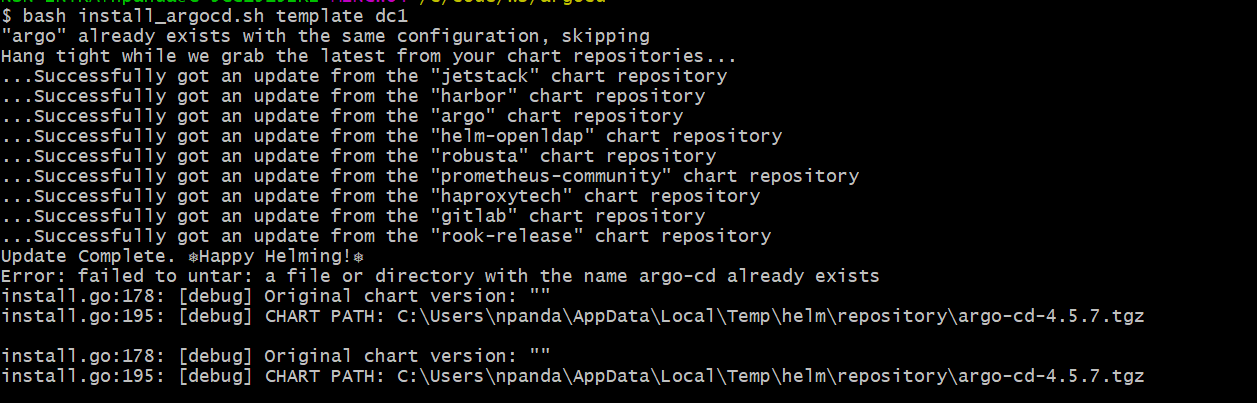 $ bash install_argocd.sh template dc1
"argo" already exists with the same configuration, skipping
Hang tight while we grab the latest from your chart repositories...
...Successfully got an update from the "jetstack" chart repository
...Successfully got an update from the "harbor" chart repository
...Successfully got an update from the "argo" chart repository
...Successfully got an update from the "helm-openldap" chart repository
...Successfully got an update from the "robusta" chart repository
...Successfully got an update from the "prometheus-community" chart repository
...Successfully got an update from the "haproxytech" chart repository
...Successfully got an update from the "gitlab" chart repository
...Successfully got an update from the "rook-release" chart repository
Update Complete. ⎈Happy Helming!⎈
Error: failed to untar: a file or directory with the name argo-cd already exists
install.go:178: [debug] Original chart version: ""
install.go:195: [debug] CHART PATH: C:\Users\npanda\AppData\Local\Temp\helm\repository\argo-cd-4.5.7.tgz
install.go:178: [debug] Original chart version: ""
install.go:195: [debug] CHART PATH: C:\Users\npanda\AppData\Local\Temp\helm\repository\argo-cd-4.5.7.tgz